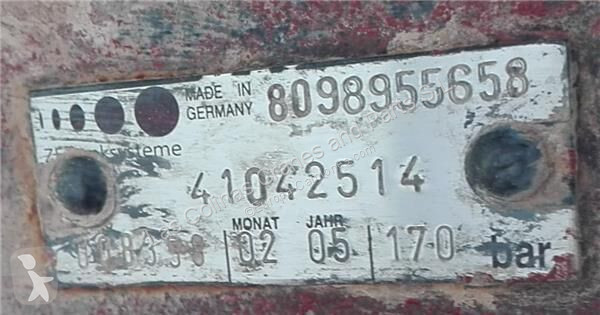 MADE IN
GERMANY
8098955658
41042514
MONAT JAHR
02 05 170 bar